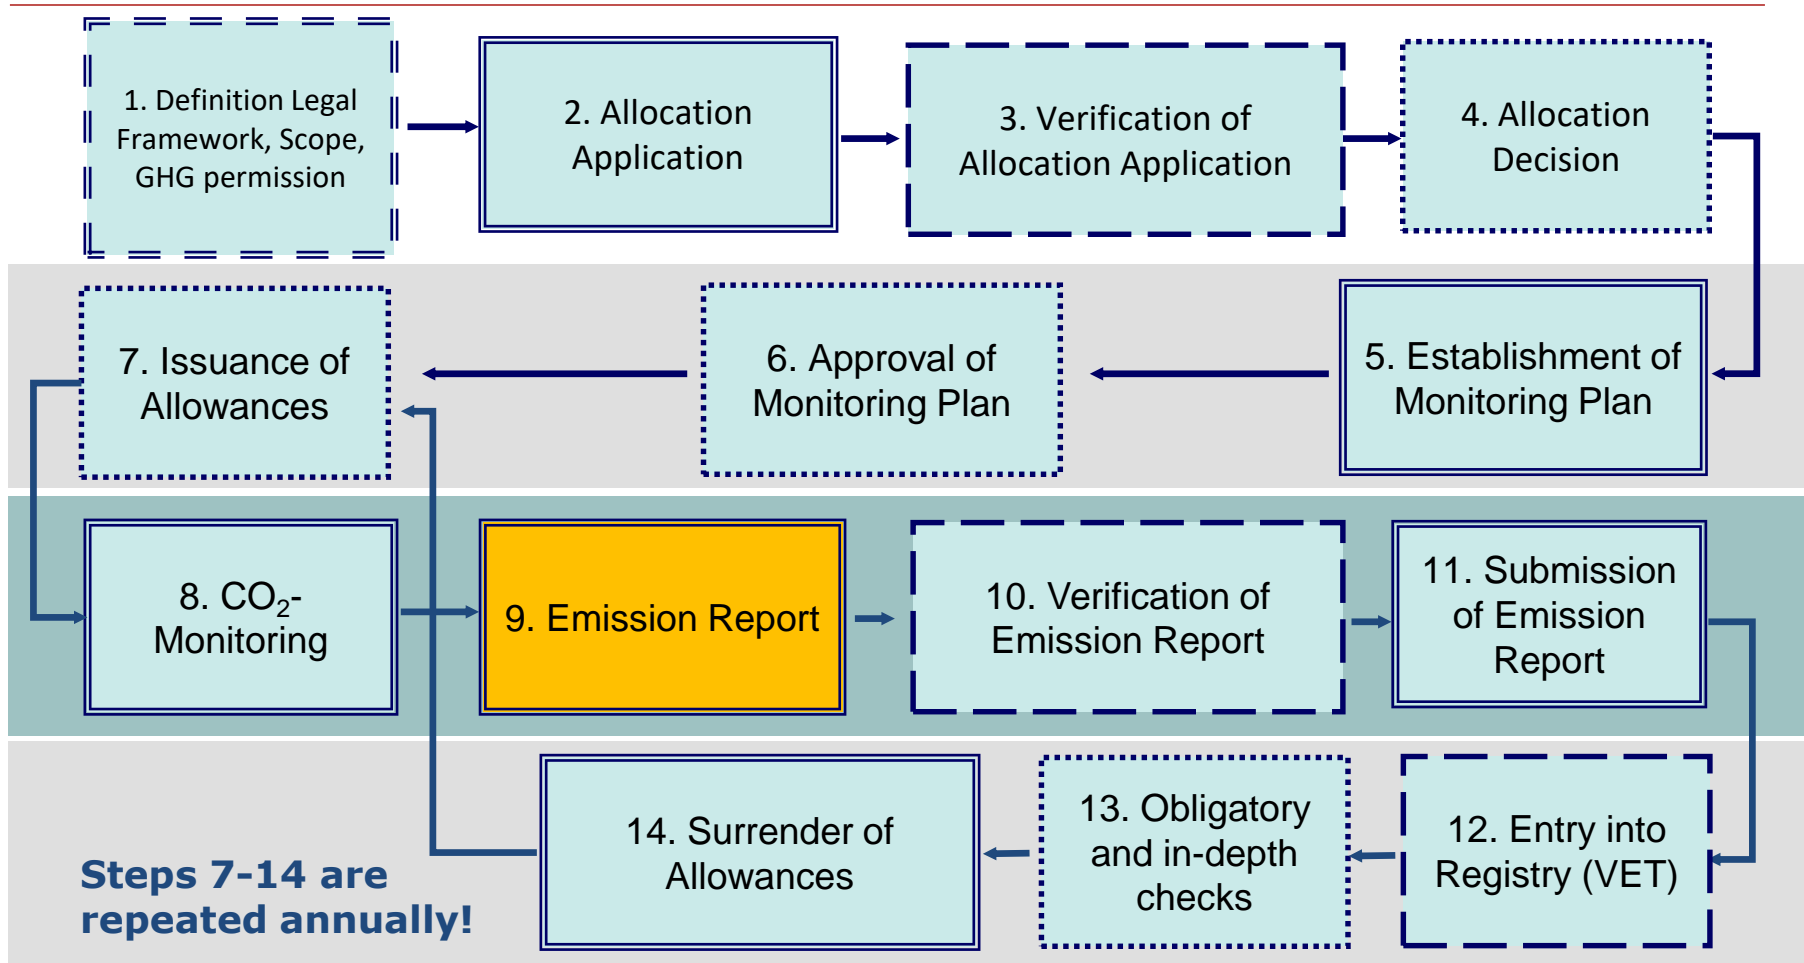 1. Definition Legal
Framework, Scope,
GHG permission
2. Allocation
Application
3. Verification of
Allocation Application
4. Allocation
Decision
7. Issuance of
Allowances
6. Approval of
Monitoring Plan
5. Establishment of
Monitoring Plan
8. CO₂-
Monitoring
9. Emission Report
10. Verification of
Emission Report
11. Submission
of Emission
Report
14. Surrender of
Allowances
13. Obligatory
and in-depth
checks
12. Entry into
Registry (VET)
Steps 7-14 are
repeated annually!